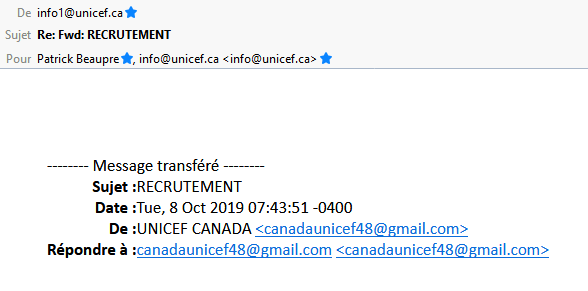 De info1@unicef.ca
Sujet Re: Fwd: RECRUTEMENT
Pour Patrick Beaupre, info@unicef.ca <info@unicef.ca>
-------- Message transféré --------
Sujet :RECRUTEMENT
Date :Tue, 8 Oct 2019 07:43:51 -0400
De :UNICEF CANADA <canadaunicef48@gmail.com>
Répondre à :canadaunicef48@gmail.com <canadaunicef48@gmail.com>